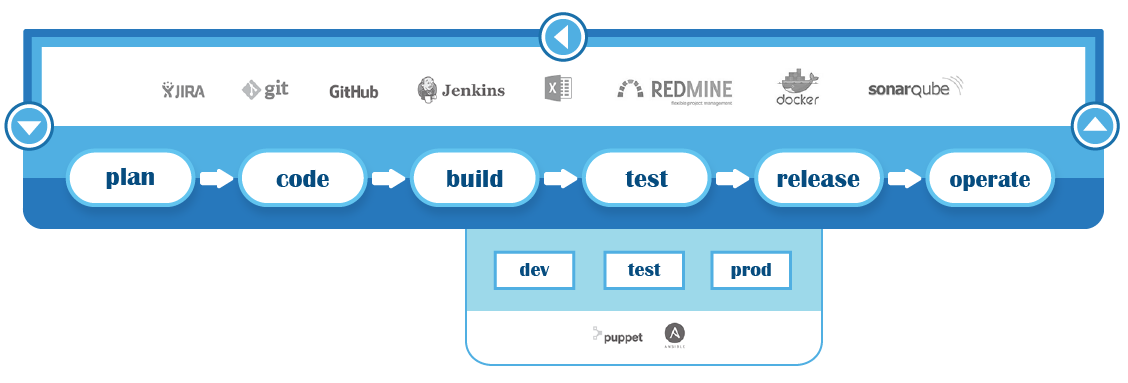 JIRA
git
GitHub
Jenkins
X
REDMINE
flexible project management
docker
sonarqube
plan
code
build
test
release
operate
dev
test
prod
puppet
A
ANSIBLE